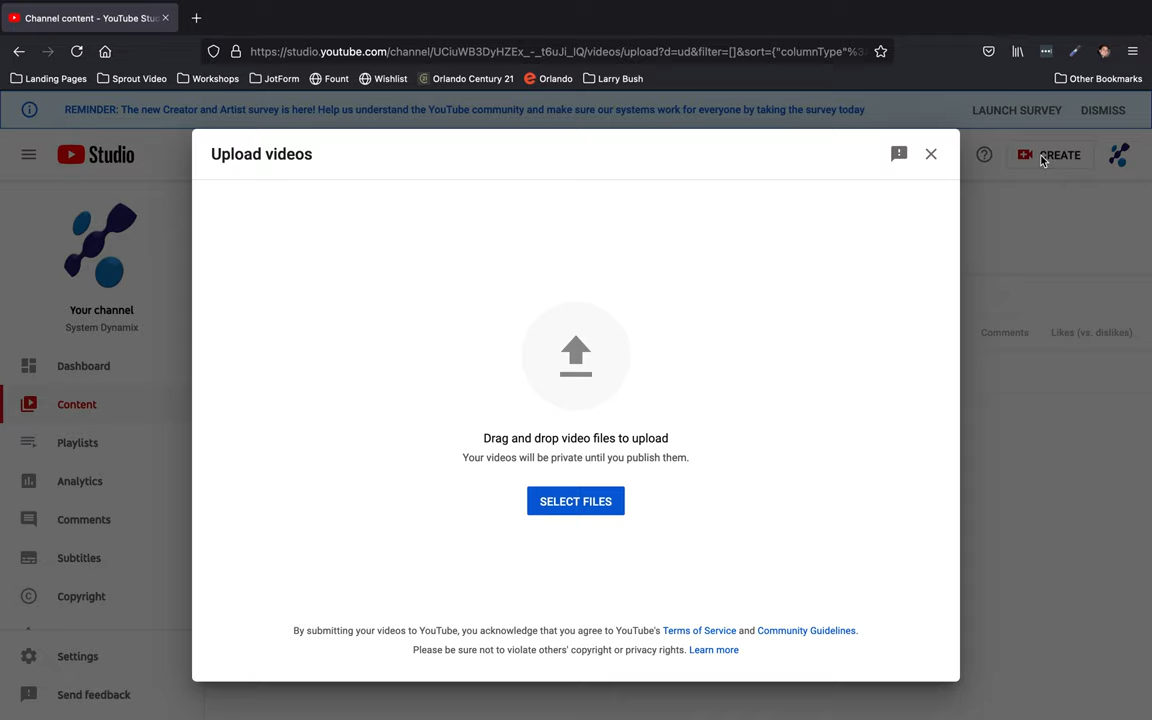 Channel content - YouTube Stu
https://studio.youtube.com/channel/UCiuWB3DyHZEx_-_t6uJi_lQ/videos/upload?d=ud&filter=[]&sort={"columnType"%3
Landing Pages Sprout Video Workshops JotForm Fount Wishlist Orlando Century 21 Orlando Larry Bush Other Bookmarks
REMINDER: The new Creator and Artist survey is here! Help us understand the YouTube community and make sure our systems work for everyone by taking the survey today LAUNCH SURVEY DISMISS
Studio
Upload videos
CREATE
Your channel
System Dynamix
Comments Likes (vs. dislikes)
Dashboard
Content
Playlists
Analytics
Comments
Subtitles
Copyright
Settings
Send feedback
Drag and drop video files to upload
Your videos will be private until you publish them.
SELECT FILES
By submitting your videos to YouTube, you acknowledge that you agree to YouTube's Terms of Service and Community Guidelines.
Please be sure not to violate others' copyright or privacy rights. Learn more